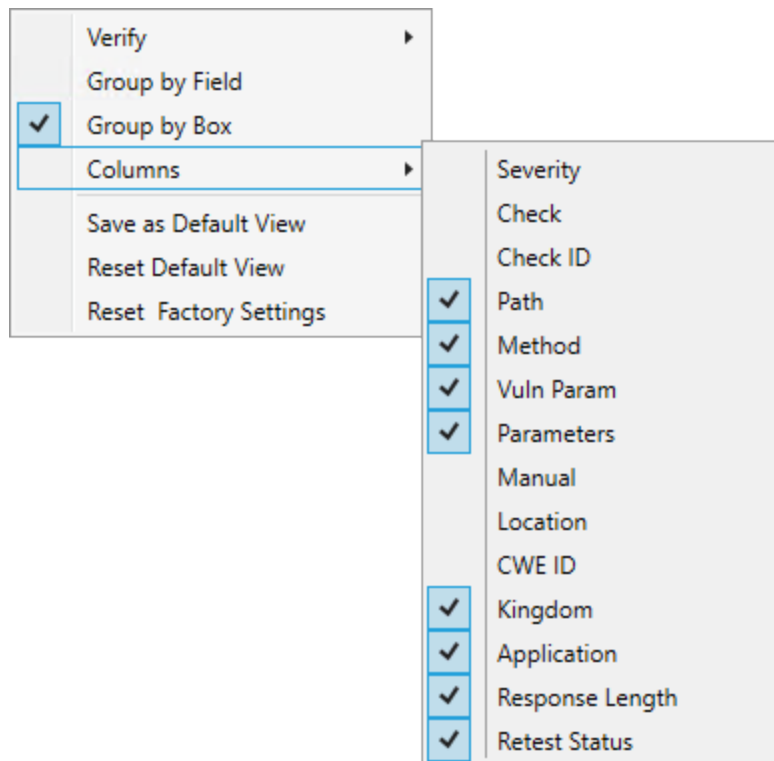 Verify
Group by Field
Group by Box
Columns
Save as Default View
Reset Default View
Reset  Factory Settings
Severity
Check
Check ID
Path
Method
Vuln Param
Parameters
Manual
Location
CWE ID
Kingdom
Application
Response Length
Retest Status